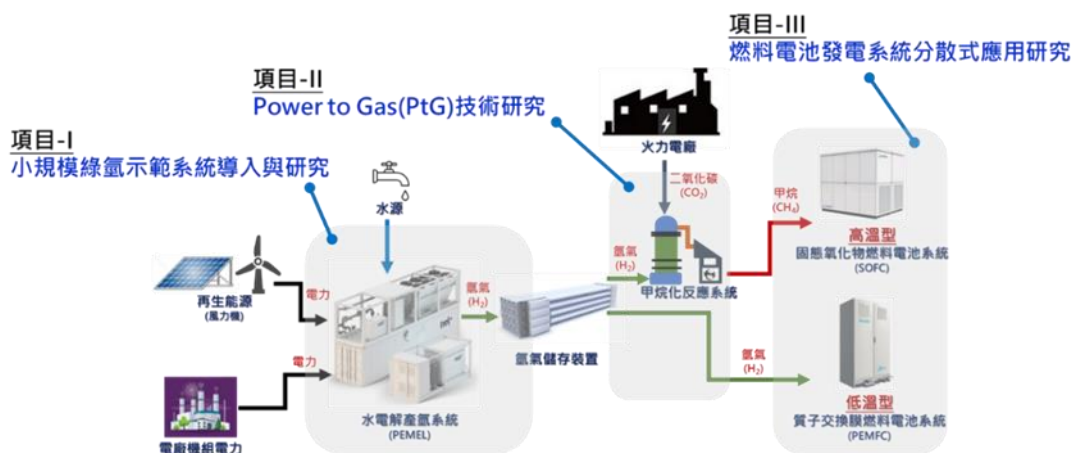 項目-III
燃料電池發電系統分散式應用研究
項目-II
Power to Gas(PtG)技術研究
項目-I
小規模綠氫示範系統導入與研究
火力電廠
二氧化碳
(CO₂)
水源
甲烷
(CH₄)
高溫型
固態氧化物燃料電池系統
(SOFC)
再生能源
(風力機)
電力
氫氣
(H₂)
氫氣
(H₂)
甲烷化反應系統
氫氣儲存裝置
電力
氫氣
(H₂)
電廠機組電力
水電解產氫系統
(PEMEL)
低溫型
質子交換膜燃料電池系統
(PEMFC)